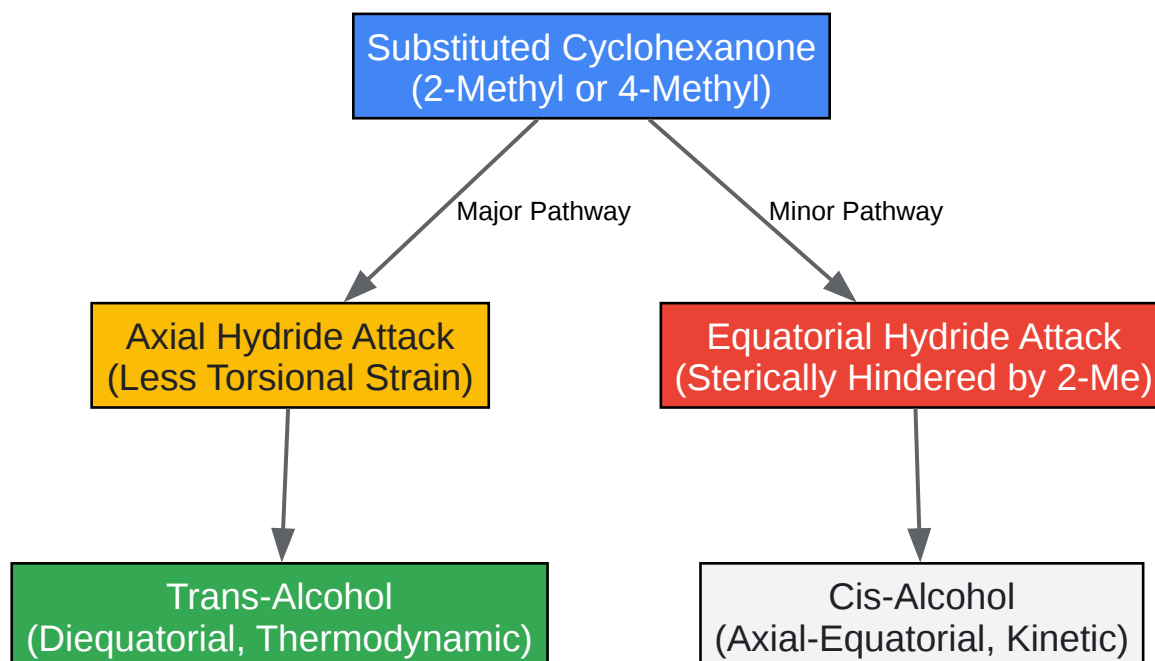 Substituted Cyclohexanone
(2-Methyl or 4-Methyl)
Major Pathway
Minor Pathway
Axial Hydride Attack
(Less Torsional Strain)
Equatorial Hydride Attack
(Sterically Hindered by 2-Me)
Trans-Alcohol
(Diequatorial, Thermodynamic)
Cis-Alcohol
(Axial-Equatorial, Kinetic)